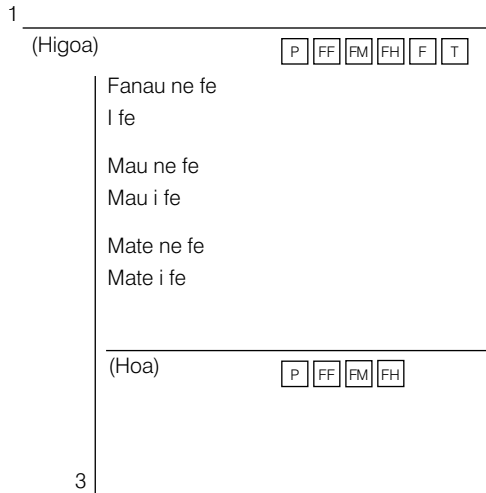 1
(Higoa) P FF FM FH F T
Fanau ne fe
I fe
Mau ne fe
Mau i fe
Mate ne fe
Mate i fe
(Hoa) P FF FM FH
3